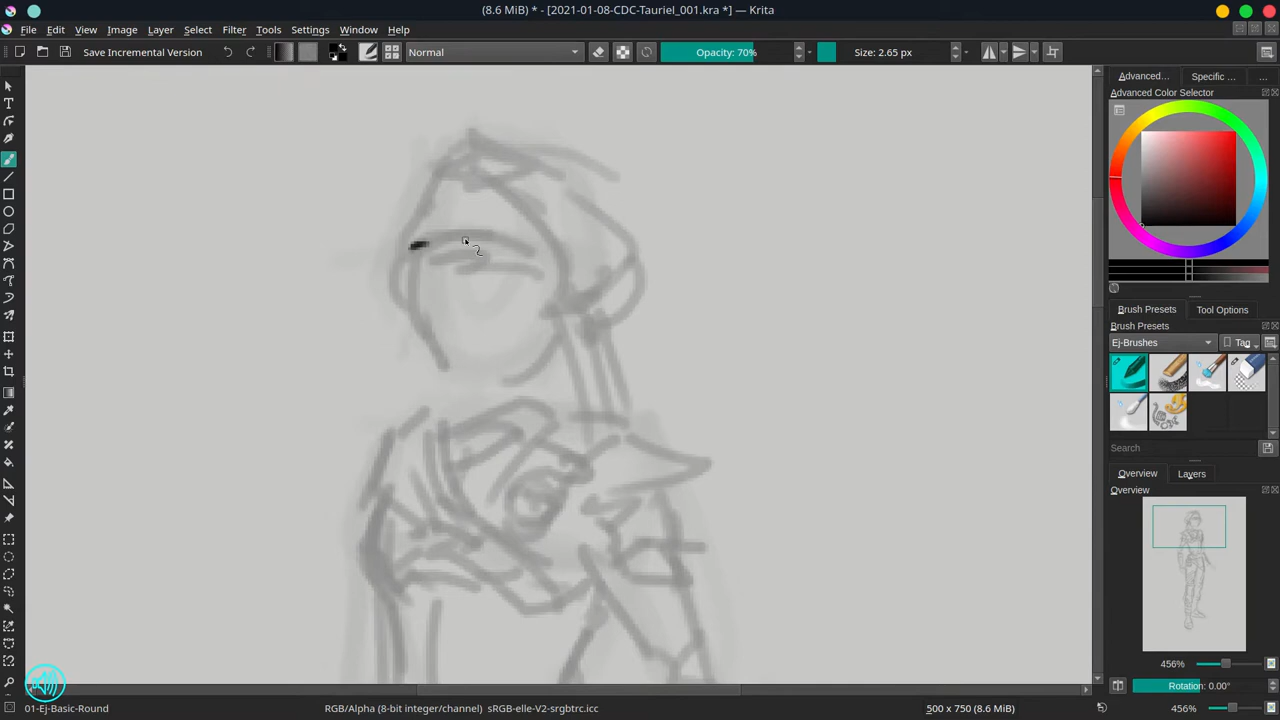 (8.6 MiB) * - [2021-01-08-CDC-Tauriel_001.kra *] — Krita
File Edit View Image Layer Select Filter Tools Settings Window Help
Save Incremental Version Normal Opacity: 70% Size: 2.65 px
Advanced... Specific ... ...
Advanced Color Selector
Brush Presets Tool Options
Brush Presets
Ej-Brushes Tag
Search
Overview Layers
Overview
456%
Rotation: 0.00°
01-Ej-Basic-Round RGB/Alpha (8-bit integer/channel) sRGB-elle-V2-srgbtrc.icc 500 x 750 (8.6 MiB) 456%